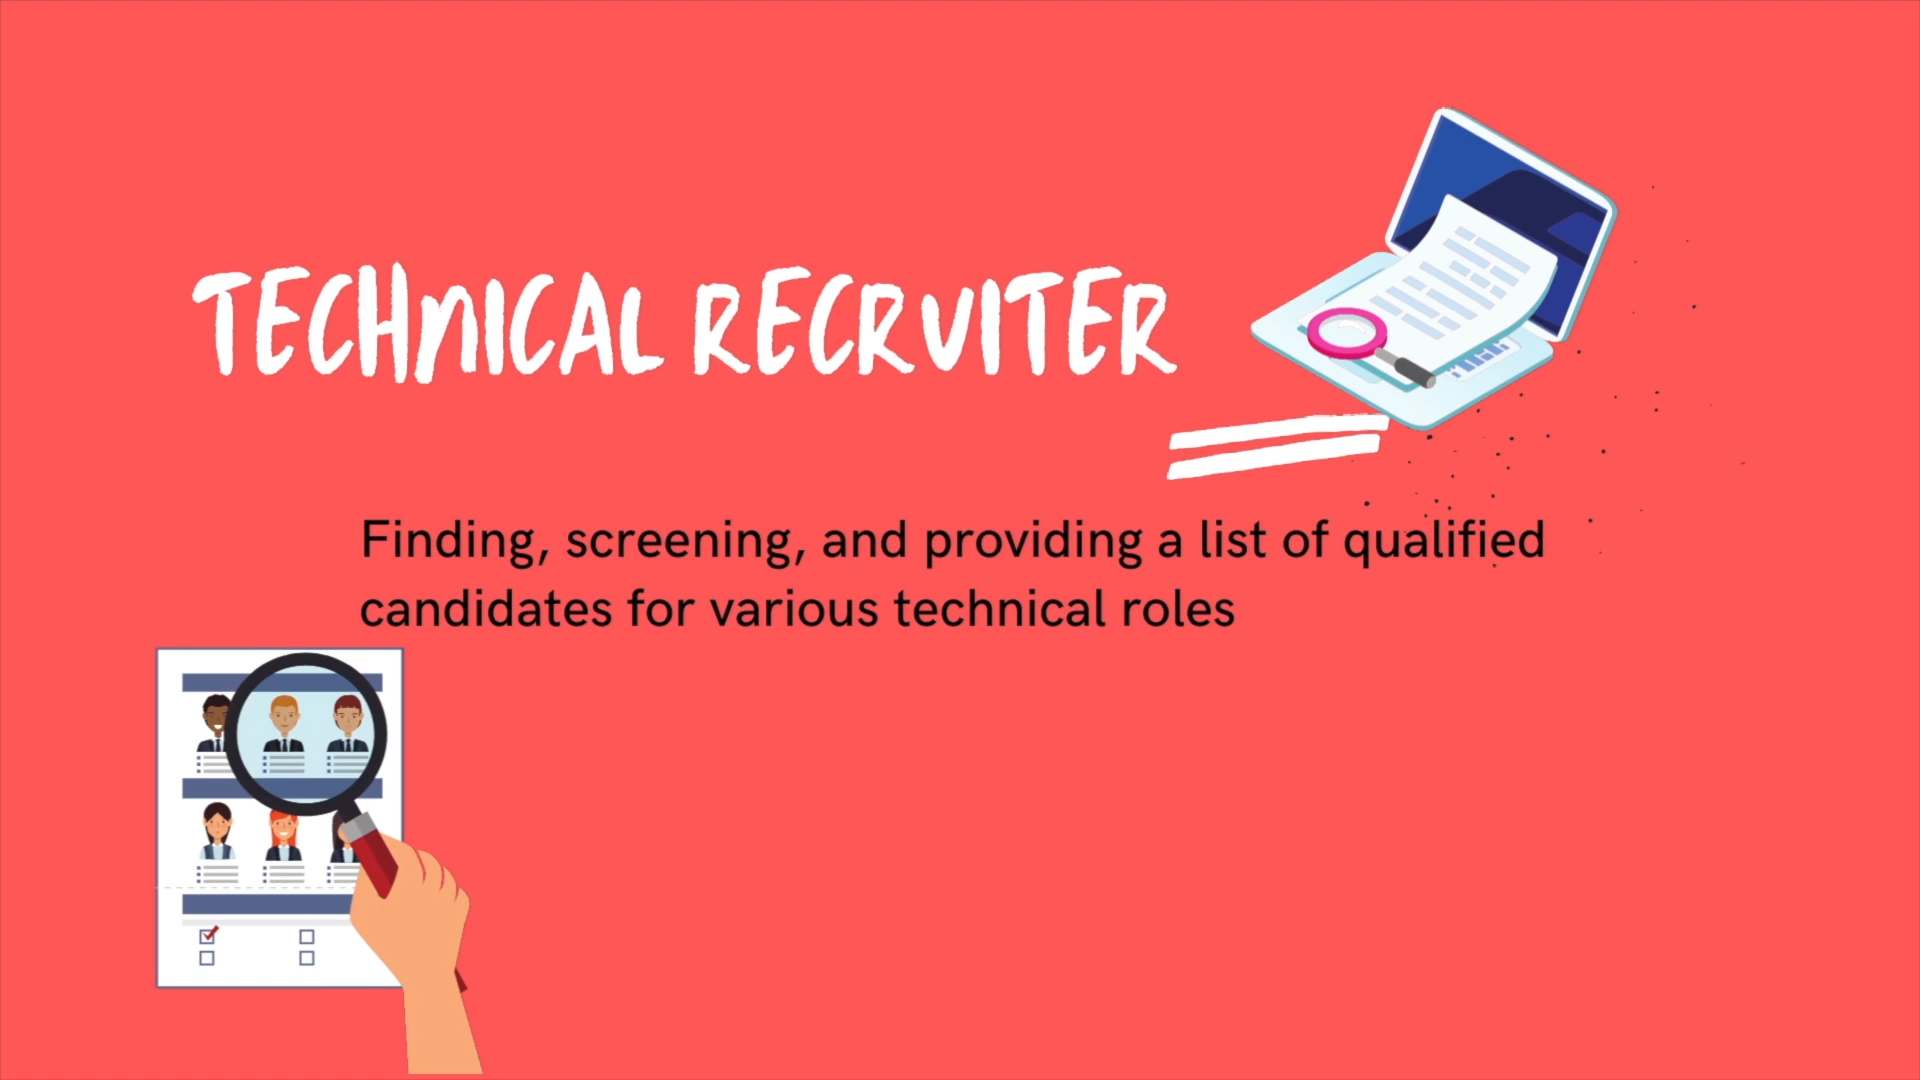 TECHNICAL RECRUITER
Finding, screening, and providing a list of qualified
candidates for various technical roles